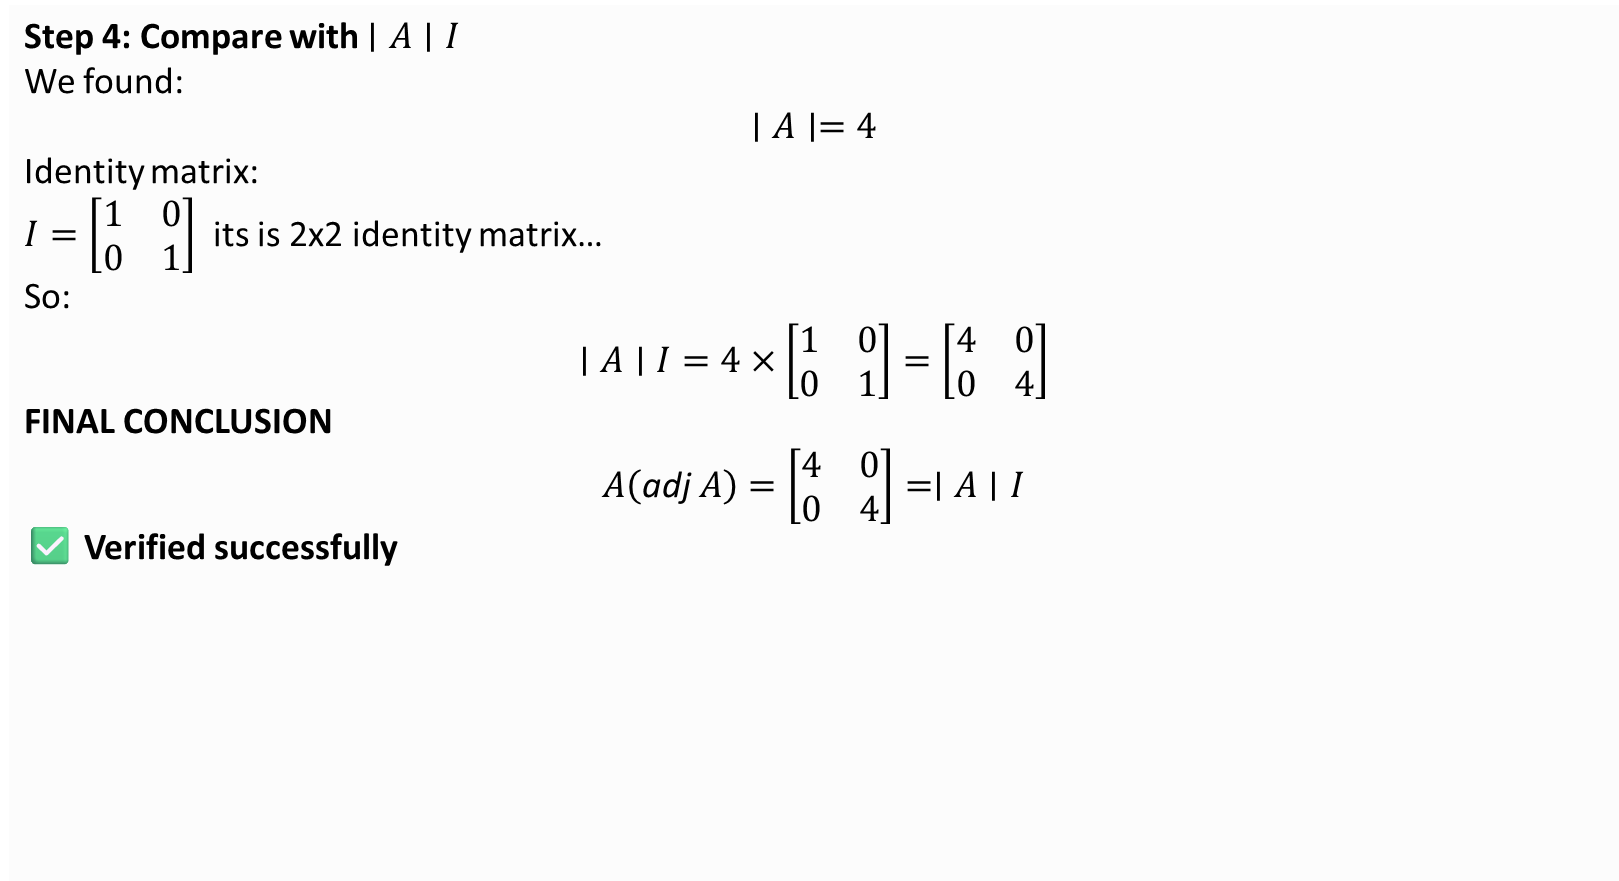 Step 4: Compare with | A | I
We found:
| A |= 4
Identity matrix:
I = [1 0
0 1] its is 2x2 identity matrix...
So:
| A | I = 4 × [1 0
0 1] = [4 0
0 4]
FINAL CONCLUSION
A(adj A) = [4 0
0 4] =| A | I
✅ Verified successfully